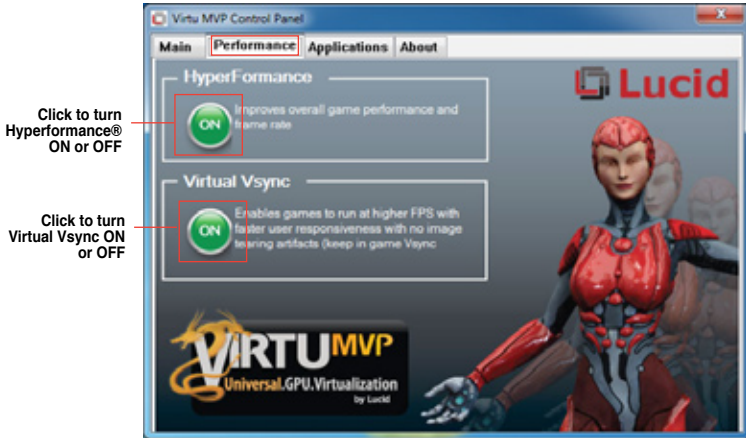 Virtu MVP Control Panel
Main Performance Applications About
HyperFormance
Lucid
ON
Improves overall game performance and
frame rate
Click to turn
Hyperformance®
ON or OFF
Virtual Vsync
ON
Enables games to run at higher FPS with
faster user responsiveness with no image
tearing artifacts (keep in game Vsync
Click to turn
Virtual Vsync ON
or OFF
VIRTU MVP
Universal.GPU.Virtualization
by Lucid